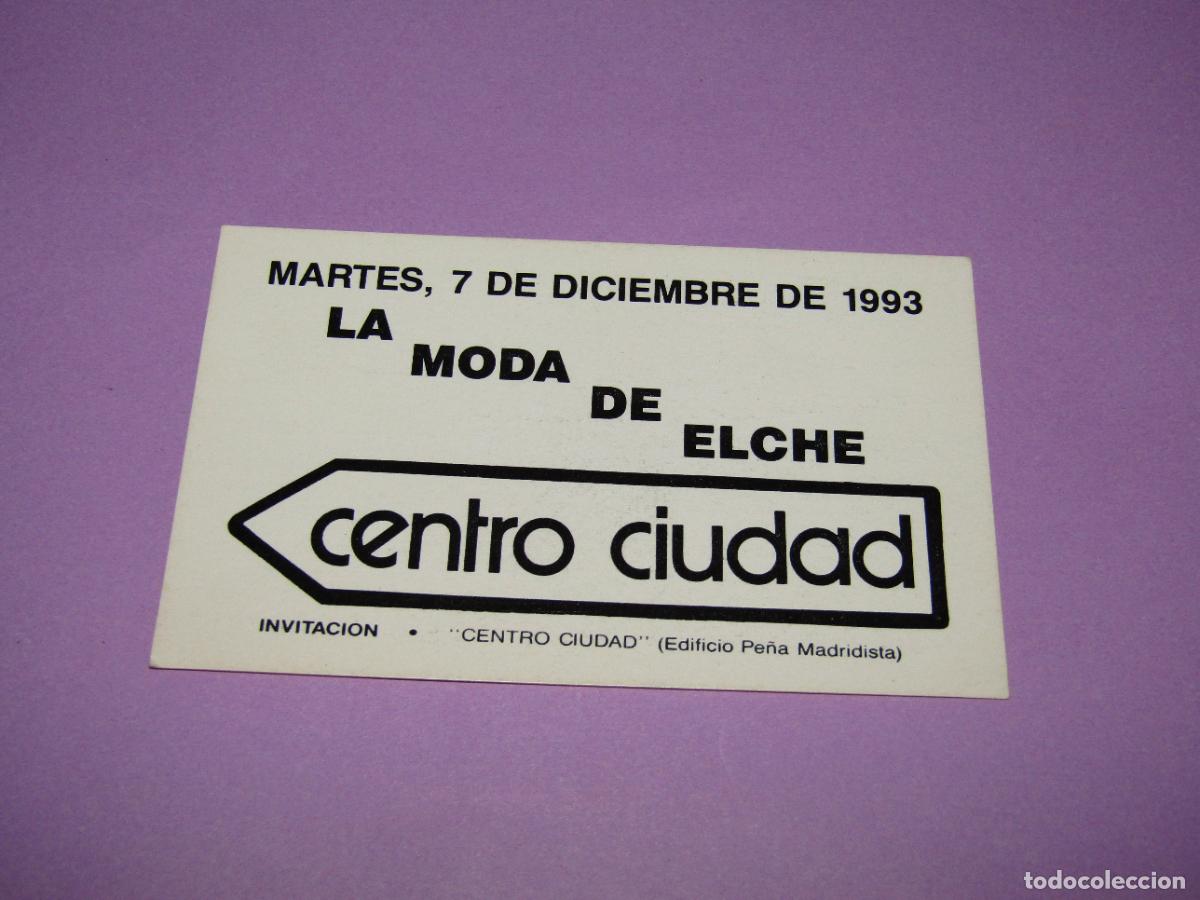 MARTES, 7 DE DICIEMBRE DE 1993
LA
MODA
DE
ELCHE
centro ciudad
INVITACION • "CENTRO CIUDAD" (Edificio Peña Madridista)
todocoleccion